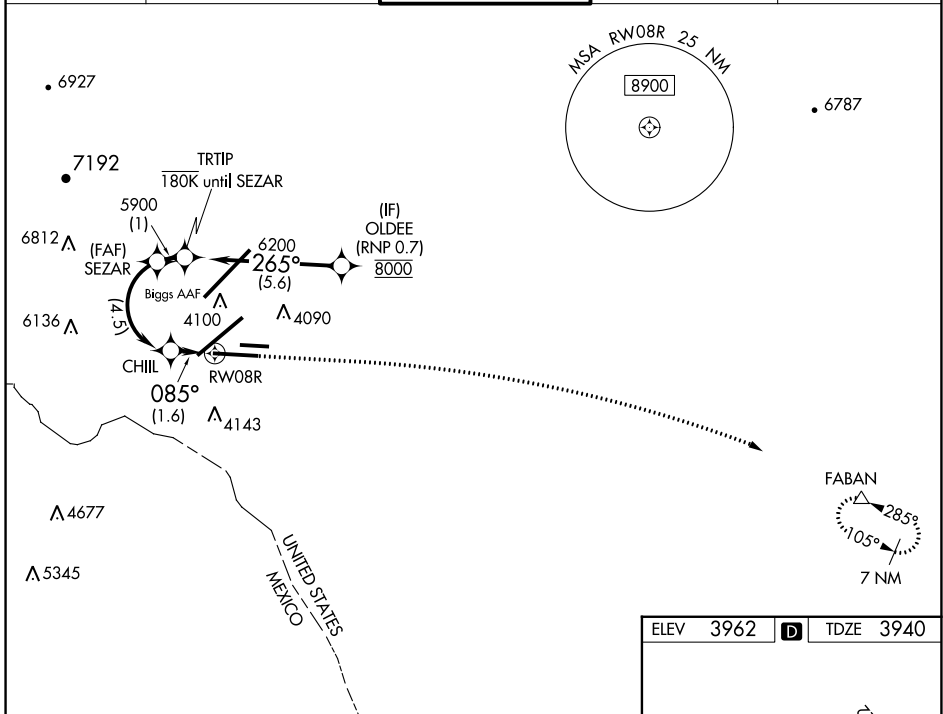 MSA RW08R 25 NM
8900
6927
6787
7192
TRTIP
180K until SEZAR
5900
(1)
(IF)
OLDEE
(RNP 0.7)
8000
6812
(FAF)
SEZAR
6200
265°
(5.6)
Biggs AAF
(4.5)
4100
4090
6136
CHIIL
RW08R
085°
(1.6)
4143
FABAN
285°
105°
7 NM
4677
5345
UNITED STATES
MEXICO
ELEV 3962 D TDZE 3940